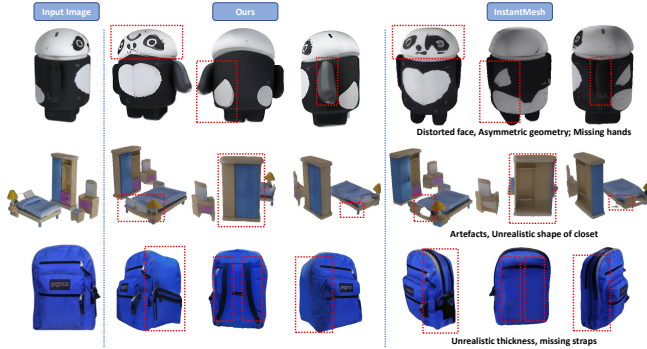 Input Image
Ours
InstantMesh
Distorted face, Asymmetric geometry; Missing hands
Artefacts, Unrealistic shape of closet
Unrealistic thickness, missing straps